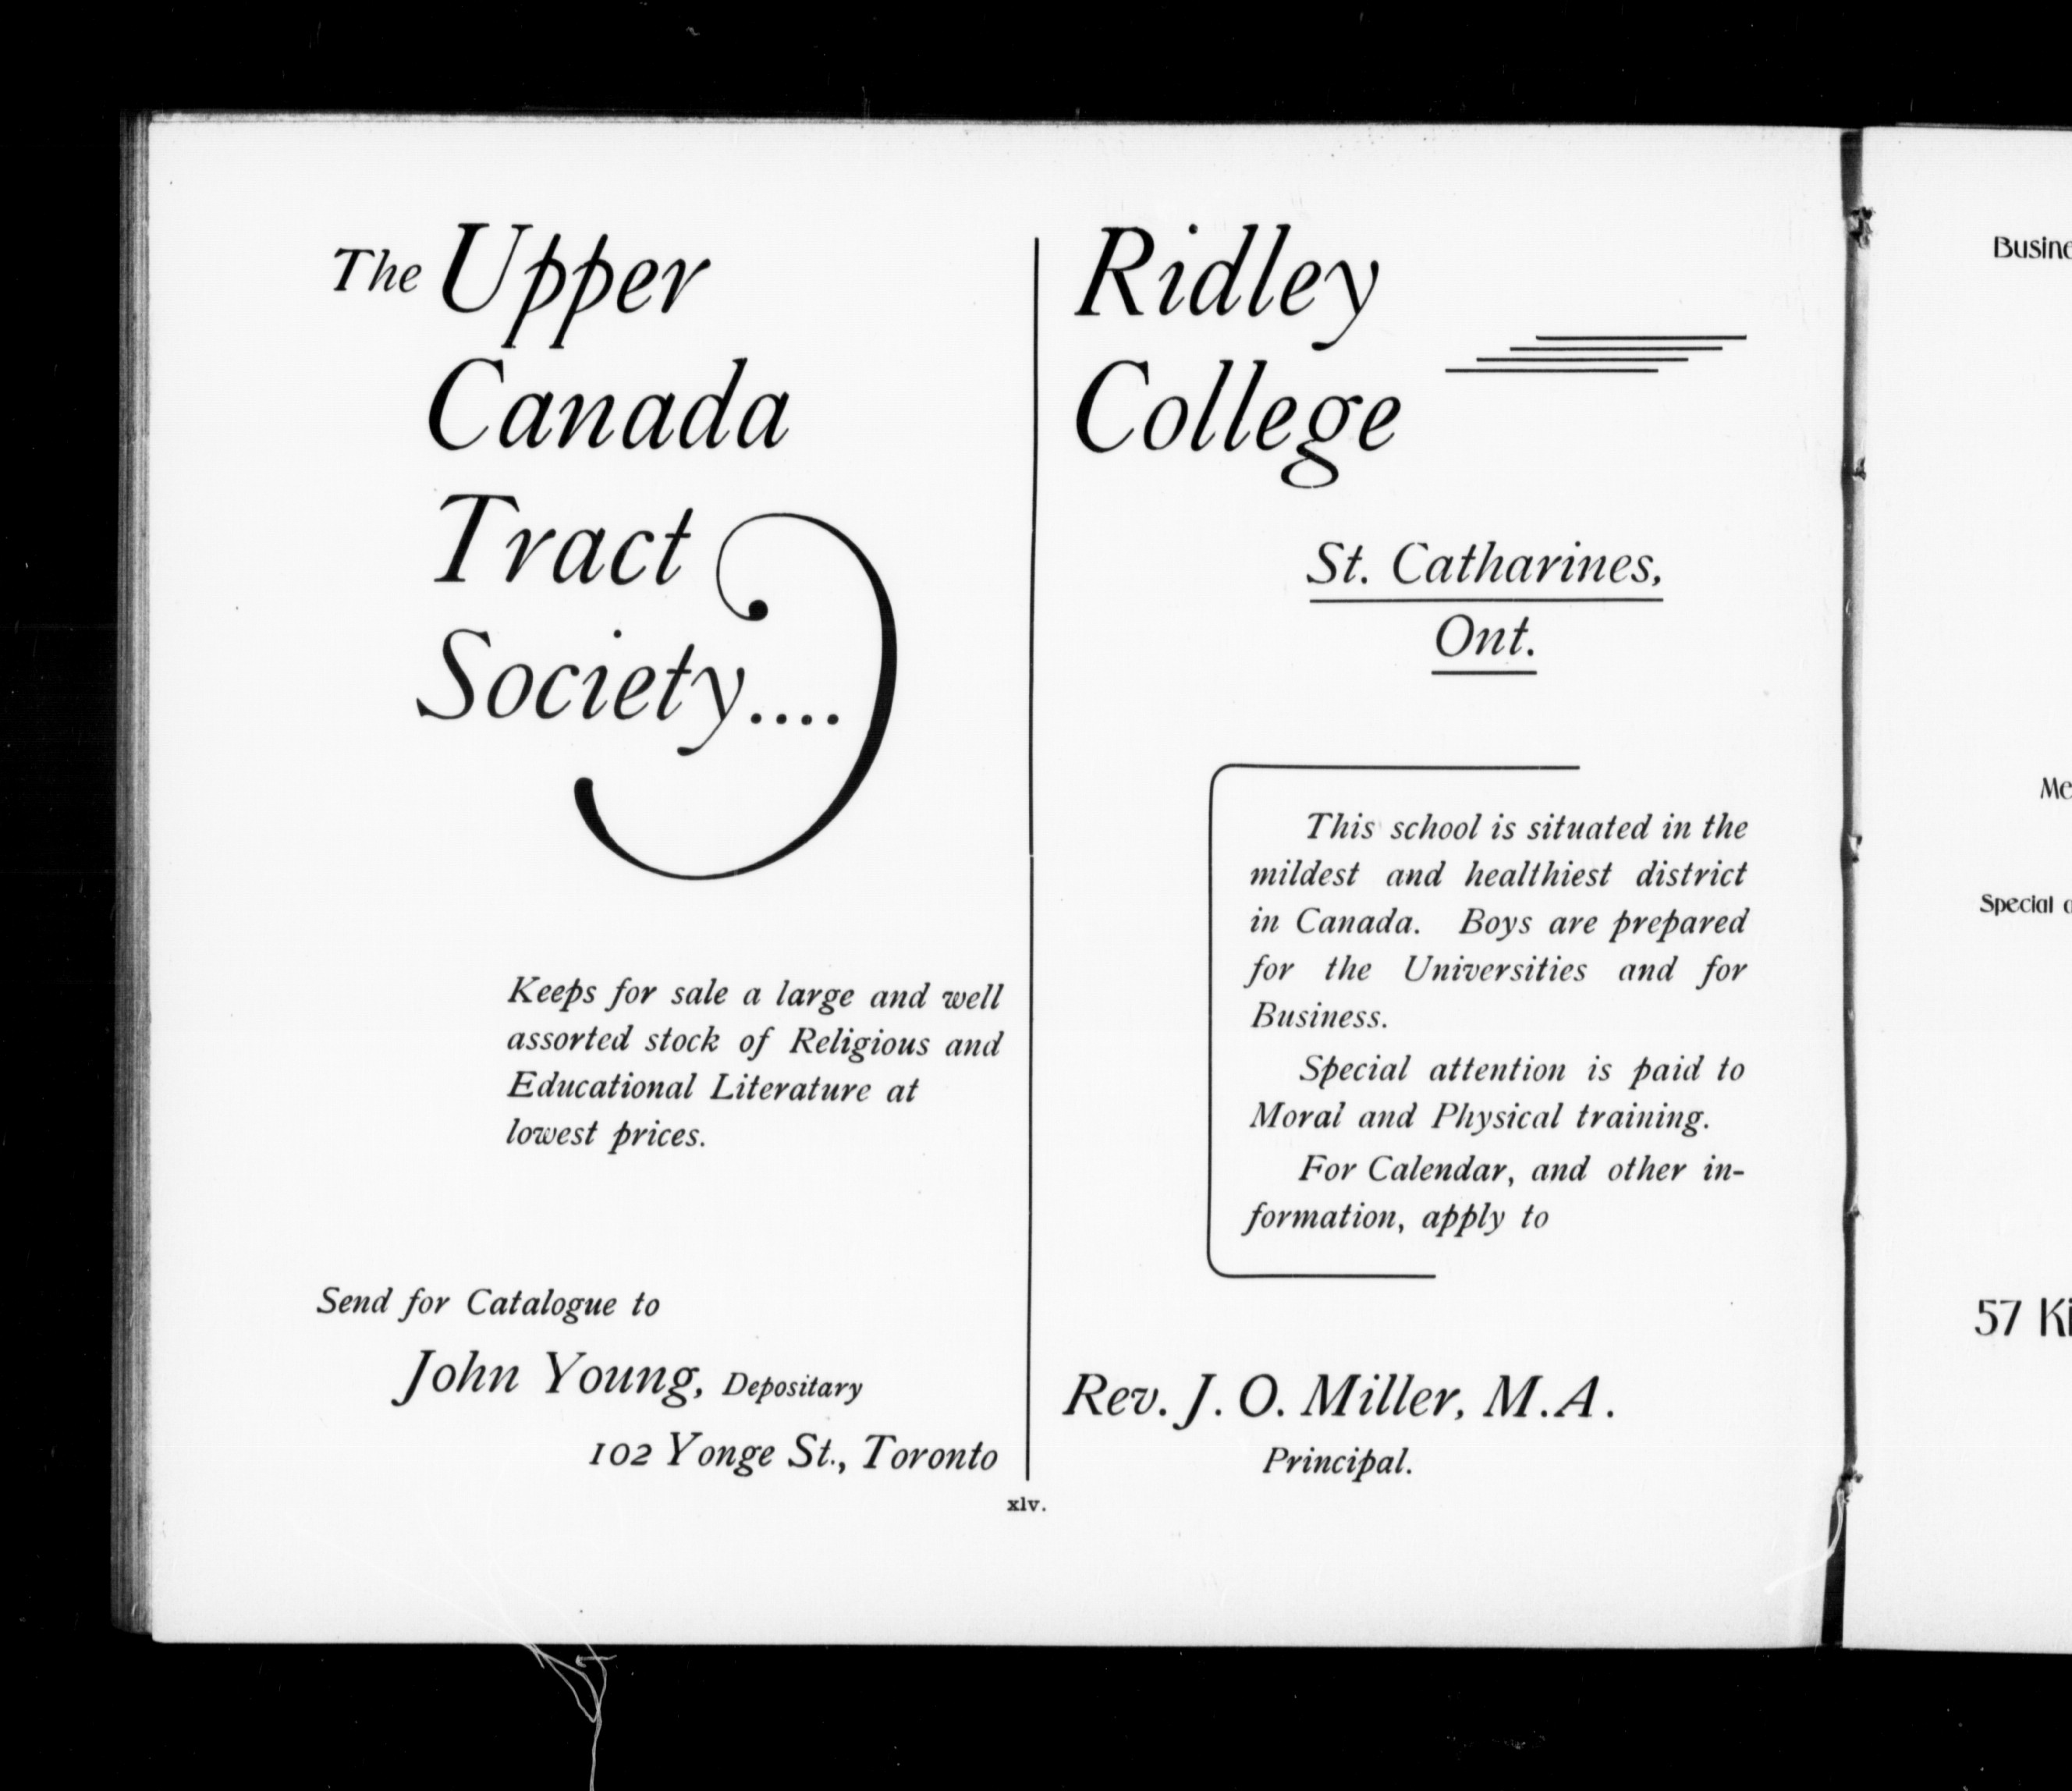 The Upper
Canada
Tract
Society....
Keeps for sale a large and well
assorted stock of Religious and
Educational Literature at
lowest prices.
Send for Catalogue to
John Young, Depositary
102 Yonge St., Toronto
Ridley
College
St. Catharines,
Ont.
This school is situated in the
mildest and healthiest district
in Canada. Boys are prepared
for the Universities and for
Business.
Special attention is paid to
Moral and Physical training.
For Calendar, and other in-
formation, apply to
Rev. J. O. Miller, M.A.
Principal.
xlv.
Special
57